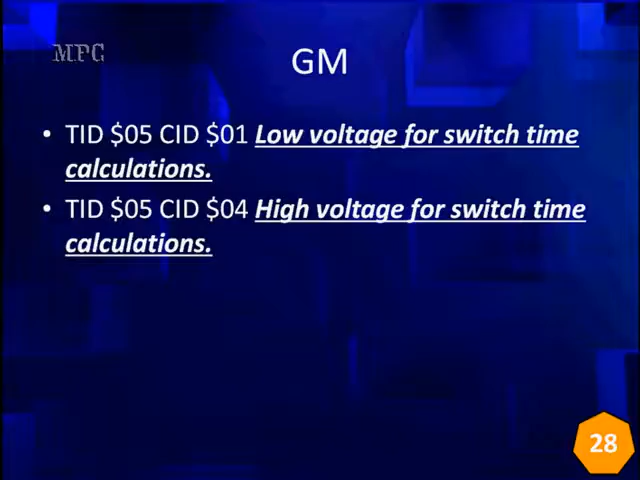 MPC
GM
• TID $05 CID $01 Low voltage for switch time
calculations.
• TID $05 CID $04 High voltage for switch time
calculations.
28